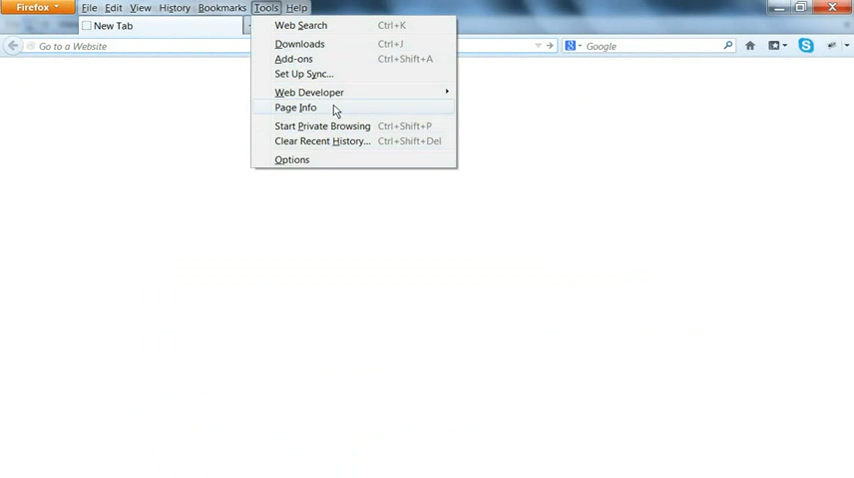 Firefox
File Edit View History Bookmarks Tools Help
New Tab
Go to a Website
Google
Web Search Ctrl+K
Downloads Ctrl+J
Add-ons Ctrl+Shift+A
Set Up Sync...
Web Developer
Page Info
Start Private Browsing Ctrl+Shift+P
Clear Recent History... Ctrl+Shift+Del
Options